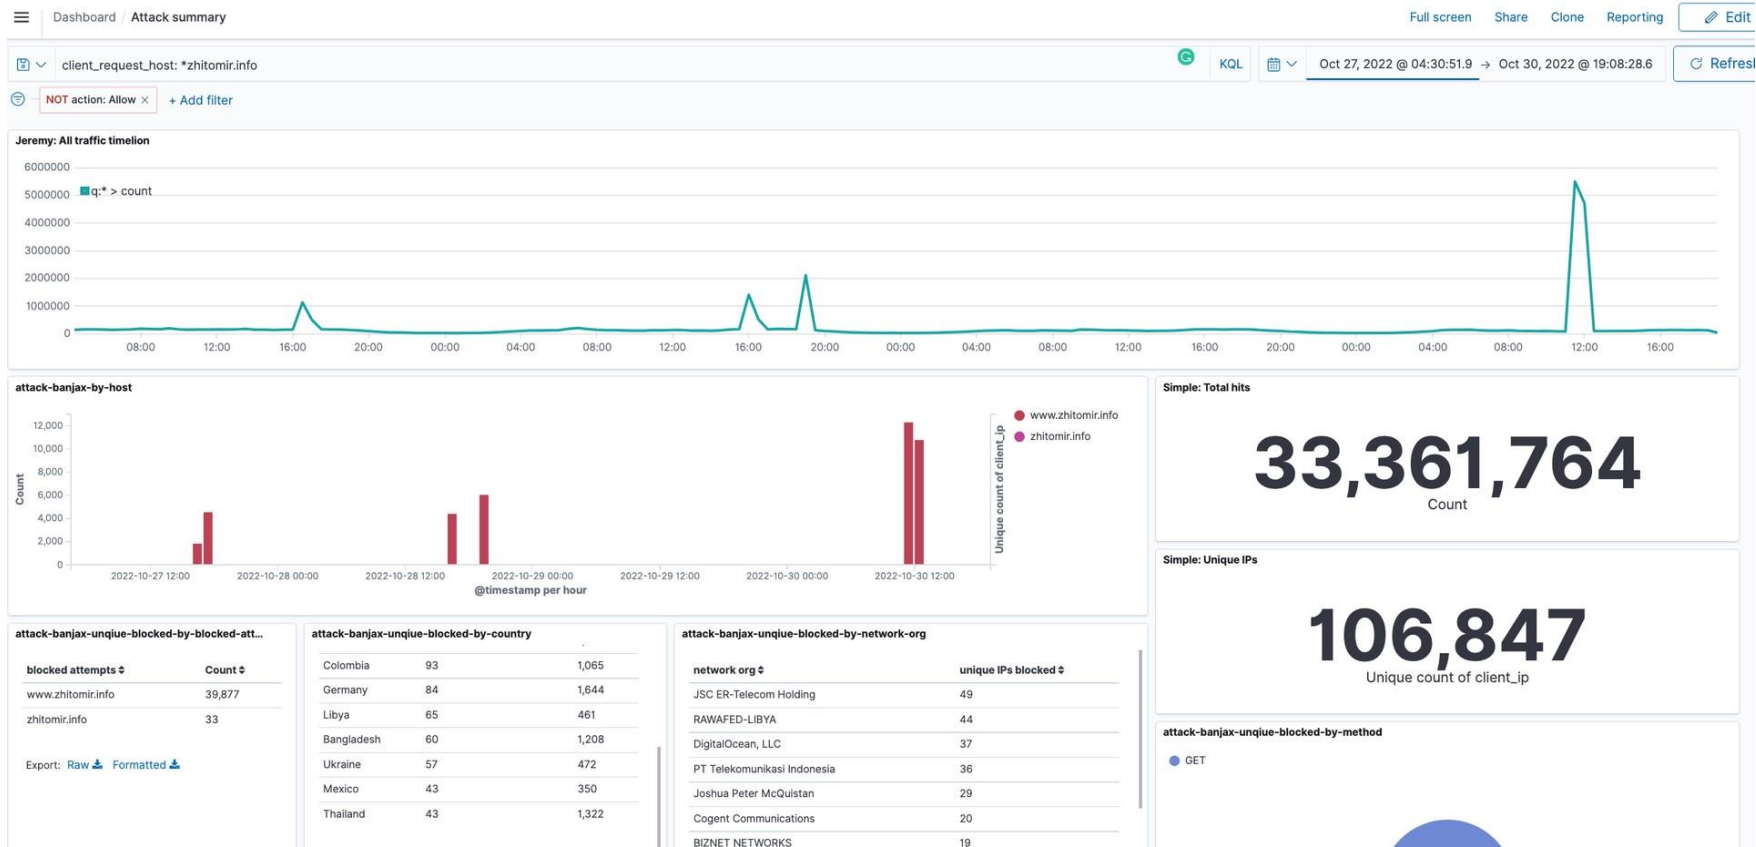 Dashboard / Attack summary
Full screen Share Clone Reporting Edit
client_request_host: *zhitomir.info
KQL
Oct 27, 2022 @ 04:30:51.9 → Oct 30, 2022 @ 19:08:28.6
Refresh
NOT action: Allow × + Add filter
Jeremy: All traffic timelion
6000000
5000000
4000000
3000000
2000000
1000000
0
q:* > count
08:00 12:00 16:00 20:00 00:00 04:00 08:00 12:00 16:00 20:00 00:00 04:00 08:00 12:00 16:00 20:00 00:00 04:00 08:00 12:00 16:00
attack-banjax-by-host
12,000
10,000
8,000
6,000
4,000
2,000
0
Count
2022-10-27 12:00 2022-10-28 00:00 2022-10-28 12:00 2022-10-29 00:00 2022-10-29 12:00 2022-10-30 00:00 2022-10-30 12:00
@timestamp per hour
Unique count of client_ip
www.zhitomir.info
zhitomir.info
Simple: Total hits
33,361,764
Count
Simple: Unique IPs
106,847
Unique count of client_ip
attack-banjax-unqiue-blocked-by-blocked-att...
blocked attempts Count
www.zhitomir.info 39,877
zhitomir.info 33
Export: Raw Formatted
attack-banjax-unqiue-blocked-by-country
Colombia 93 1,065
Germany 84 1,644
Libya 65 461
Bangladesh 60 1,208
Ukraine 57 472
Mexico 43 350
Thailand 43 1,322
attack-banjax-unqiue-blocked-by-network-org
network org unique IPs blocked
JSC ER-Telecom Holding 49
RAWAFED-LIBYA 44
DigitalOcean, LLC 37
PT Telekomunikasi Indonesia 36
Joshua Peter McQuistan 29
Cogent Communications 20
BIZNET NETWORKS 19
attack-banjax-unqiue-blocked-by-method
GET